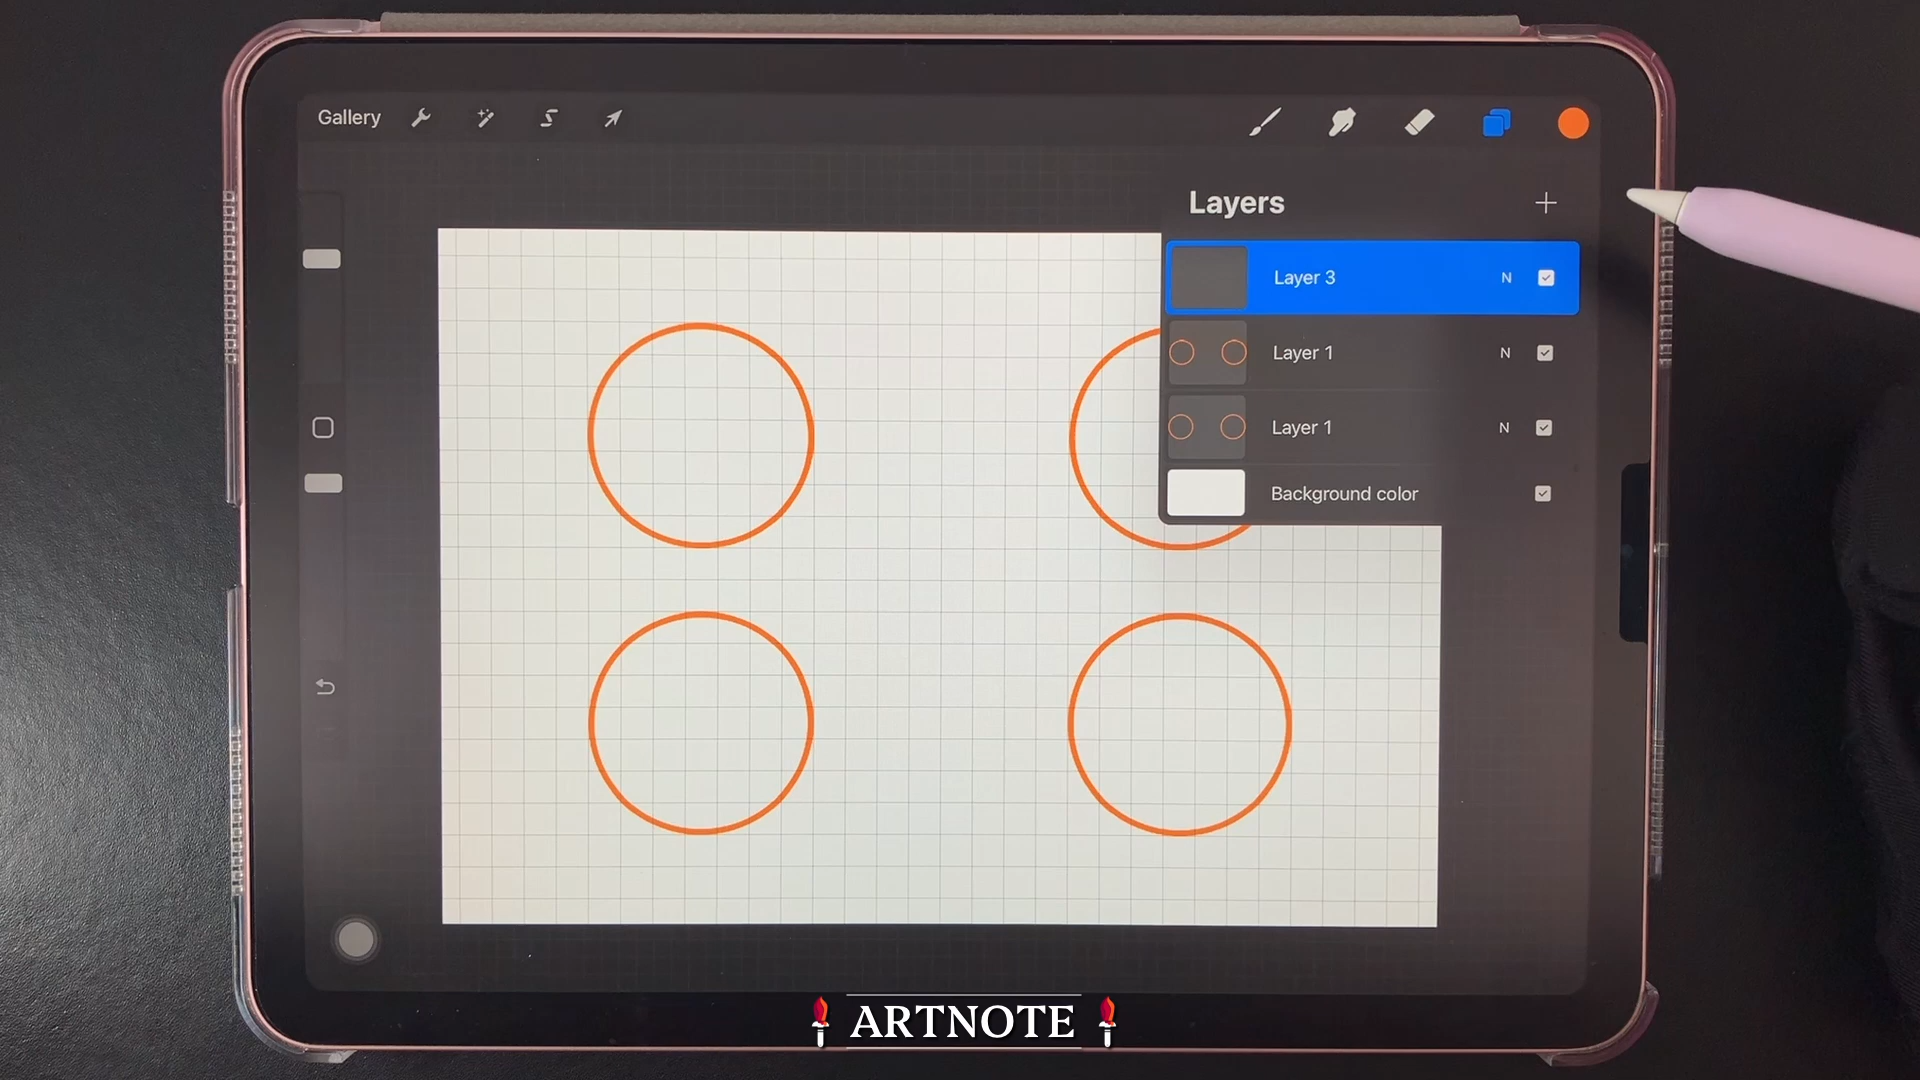 Gallery
Layers
Layer 3 N
Layer 1 N
Layer 1 N
Background color
ARTNOTE